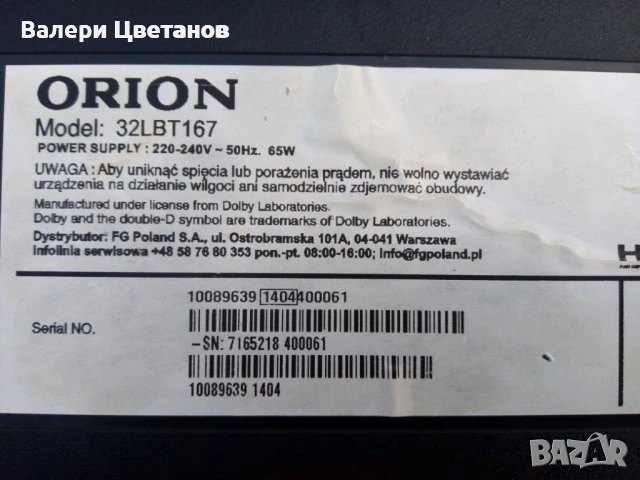 Валери Цветанов
ORION
Model: 32LBT167
POWER SUPPLY : 220-240V ~ 50Hz. 65W
UWAGA : Aby uniknąć spięcia lub porażenia prądem, nie wolno wystawiać
urządzenia na działanie wilgoci ani samodzielnie zdjemować obudowy.
Manufactured under license from Dolby Laboratories.
Dolby and the double-D symbol are trademarks of Dolby Laboratories.
Dystrybutor: FG Poland S.A., ul. Ostrobramska 101A, 04-041 Warszawa
Infolinia serwisowa +48 58 76 80 353 pon.-pt. 08:00-16:00; info@fgpoland.pl
10089639 1404 400061
Serial NO.
-SN: 7165218 400061
10089639 1404
BAZAR